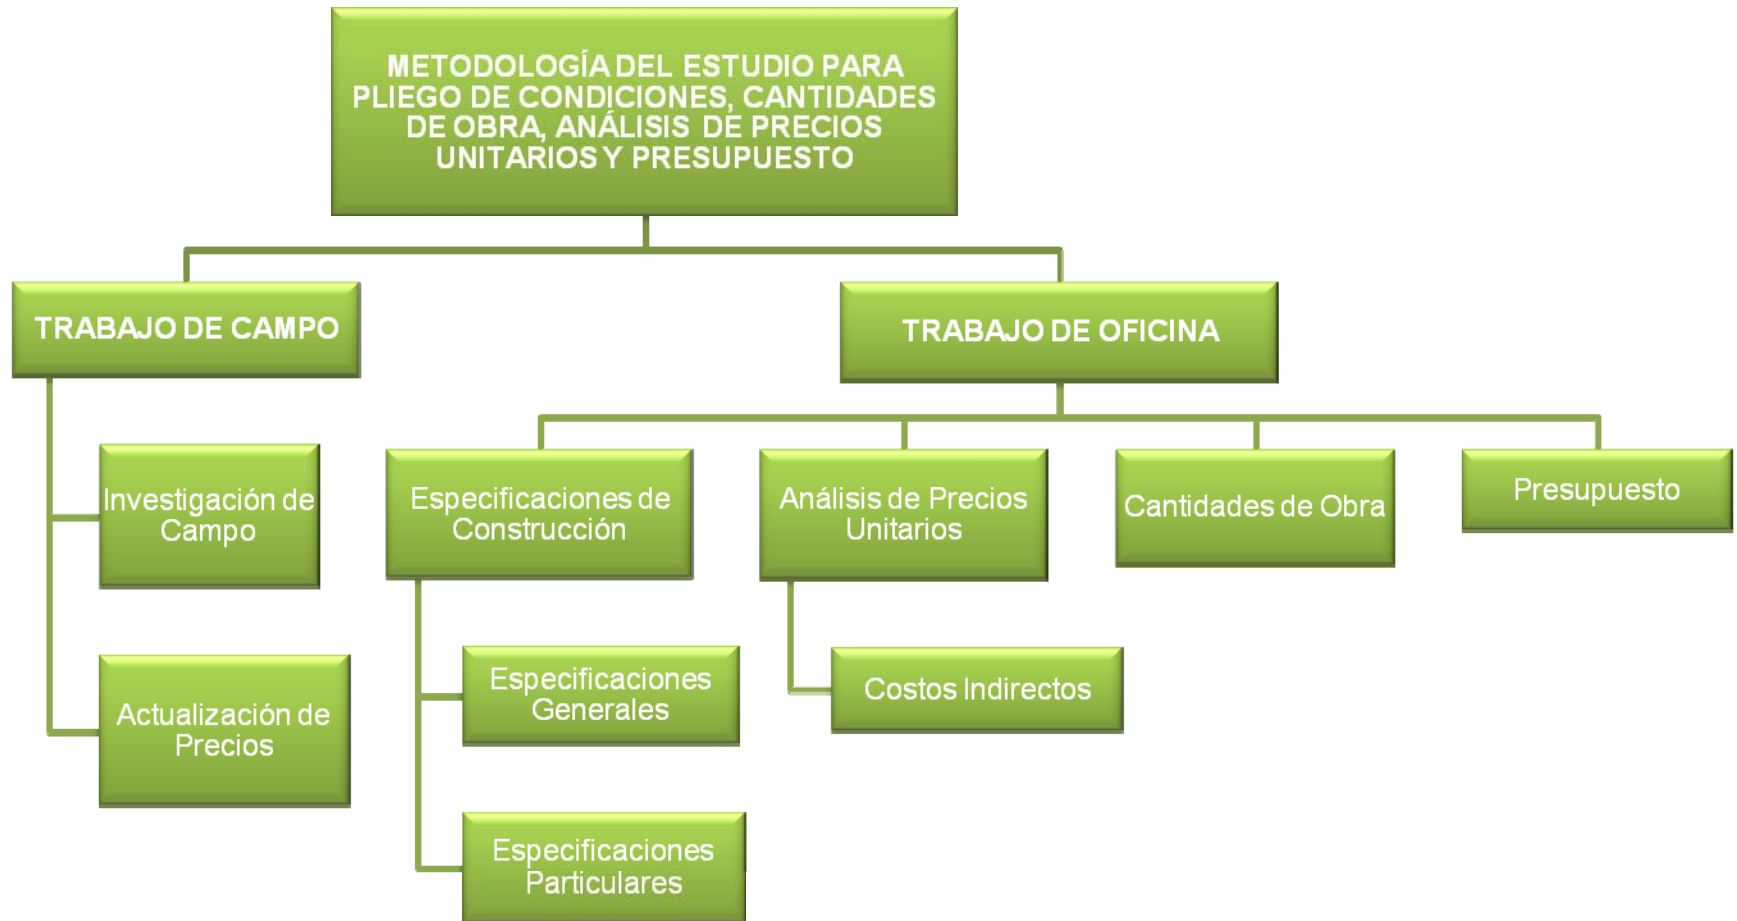 METODOLOGÍA DEL ESTUDIO PARA
PLIEGO DE CONDICIONES, CANTIDADES
DE OBRA, ANÁLISIS DE PRECIOS
UNITARIOS Y PRESUPUESTO
TRABAJO DE CAMPO
TRABAJO DE OFICINA
Investigación de
Campo
Actualización de
Precios
Especificaciones de
Construcción
Especificaciones
Generales
Especificaciones
Particulares
Análisis de Precios
Unitarios
Costos Indirectos
Cantidades de Obra
Presupuesto